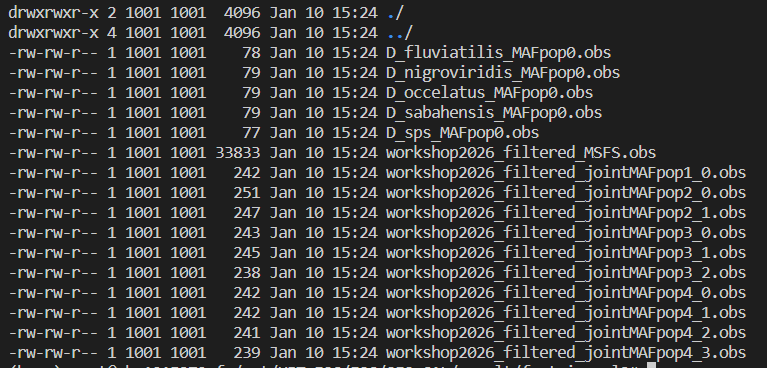 drwxrwxr-x 2 1001 1001  4096 Jan 10 15:24 ./
drwxrwxr-x 4 1001 1001  4096 Jan 10 15:24 ../
-rw-rw-r-- 1 1001 1001    78 Jan 10 15:24 D_fluviatilis_MAFpop0.obs
-rw-rw-r-- 1 1001 1001    79 Jan 10 15:24 D_nigroviridis_MAFpop0.obs
-rw-rw-r-- 1 1001 1001    79 Jan 10 15:24 D_occelatus_MAFpop0.obs
-rw-rw-r-- 1 1001 1001    79 Jan 10 15:24 D_sabahensis_MAFpop0.obs
-rw-rw-r-- 1 1001 1001    77 Jan 10 15:24 D_sps_MAFpop0.obs
-rw-rw-r-- 1 1001 1001 33833 Jan 10 15:24 workshop2026_filtered_MSFS.obs
-rw-rw-r-- 1 1001 1001   242 Jan 10 15:24 workshop2026_filtered_jointMAFpop1_0.obs
-rw-rw-r-- 1 1001 1001   251 Jan 10 15:24 workshop2026_filtered_jointMAFpop2_0.obs
-rw-rw-r-- 1 1001 1001   247 Jan 10 15:24 workshop2026_filtered_jointMAFpop2_1.obs
-rw-rw-r-- 1 1001 1001   243 Jan 10 15:24 workshop2026_filtered_jointMAFpop3_0.obs
-rw-rw-r-- 1 1001 1001   245 Jan 10 15:24 workshop2026_filtered_jointMAFpop3_1.obs
-rw-rw-r-- 1 1001 1001   238 Jan 10 15:24 workshop2026_filtered_jointMAFpop3_2.obs
-rw-rw-r-- 1 1001 1001   242 Jan 10 15:24 workshop2026_filtered_jointMAFpop4_0.obs
-rw-rw-r-- 1 1001 1001   242 Jan 10 15:24 workshop2026_filtered_jointMAFpop4_1.obs
-rw-rw-r-- 1 1001 1001   241 Jan 10 15:24 workshop2026_filtered_jointMAFpop4_2.obs
-rw-rw-r-- 1 1001 1001   239 Jan 10 15:24 workshop2026_filtered_jointMAFpop4_3.obs